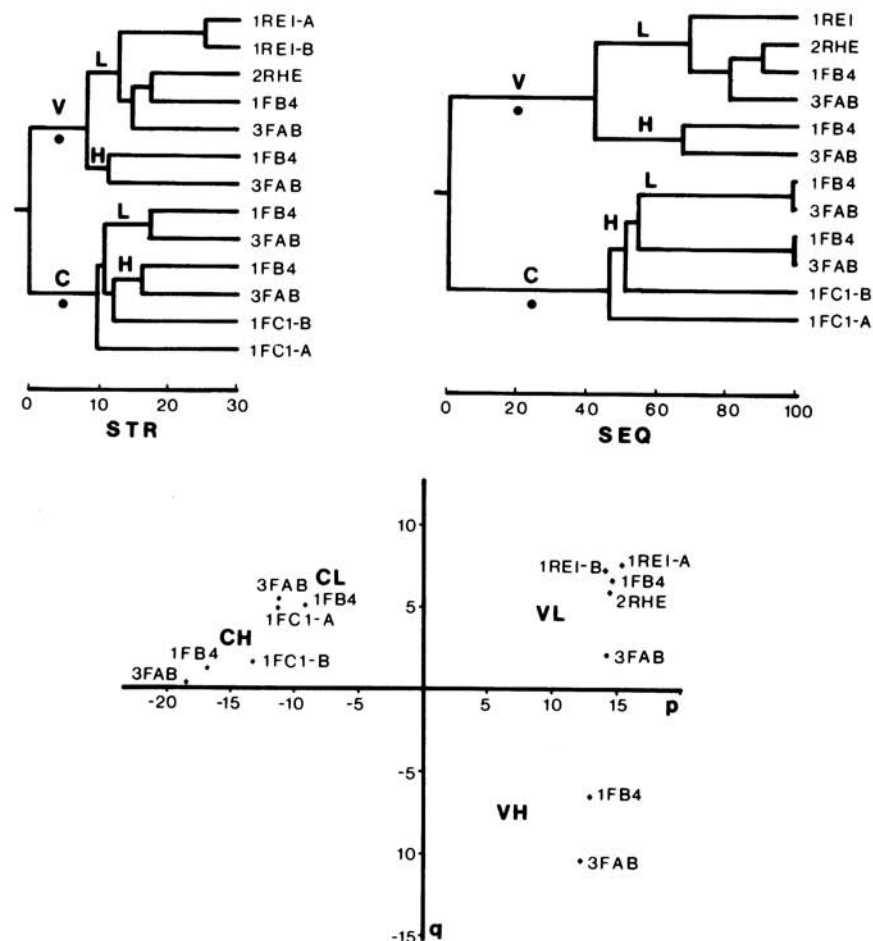 1REI-A
1REI-B
L
2RHE
1FB4
V
3FAB
H
1FB4
3FAB
L
1FB4
3FAB
H
1FB4
C
3FAB
1FC1-B
1FC1-A
0 10 20 30
STR
1REI
L
2RHE
1FB4
V
3FAB
H
1FB4
3FAB
L
1FB4
3FAB
H
1FB4
3FAB
C
1FC1-B
1FC1-A
0 20 40 60 80 100
SEQ
10
1REI-B 1REI-A
3FAB CL
1FB4
1FB4
2RHE
5
1FC1-A
VL
CH
1FB4 1FC1-B
3FAB
3FAB
-20 -15 -10 -5
5 10 15 p
-5
1FB4
VH
10
3FAB
-15 q